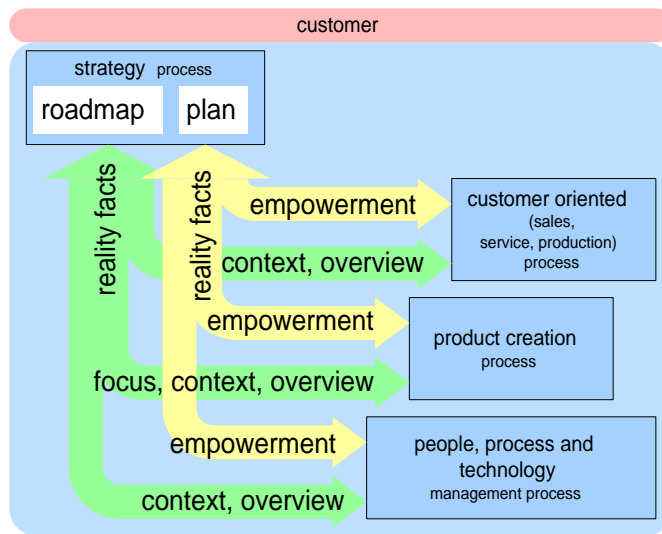 customer
strategy process
roadmap
plan
reality facts
reality facts
empowerment
customer oriented
(sales,
service, production)
process
context, overview
empowerment
product creation
process
focus, context, overview
empowerment
people, process and
technology
management process
context, overview